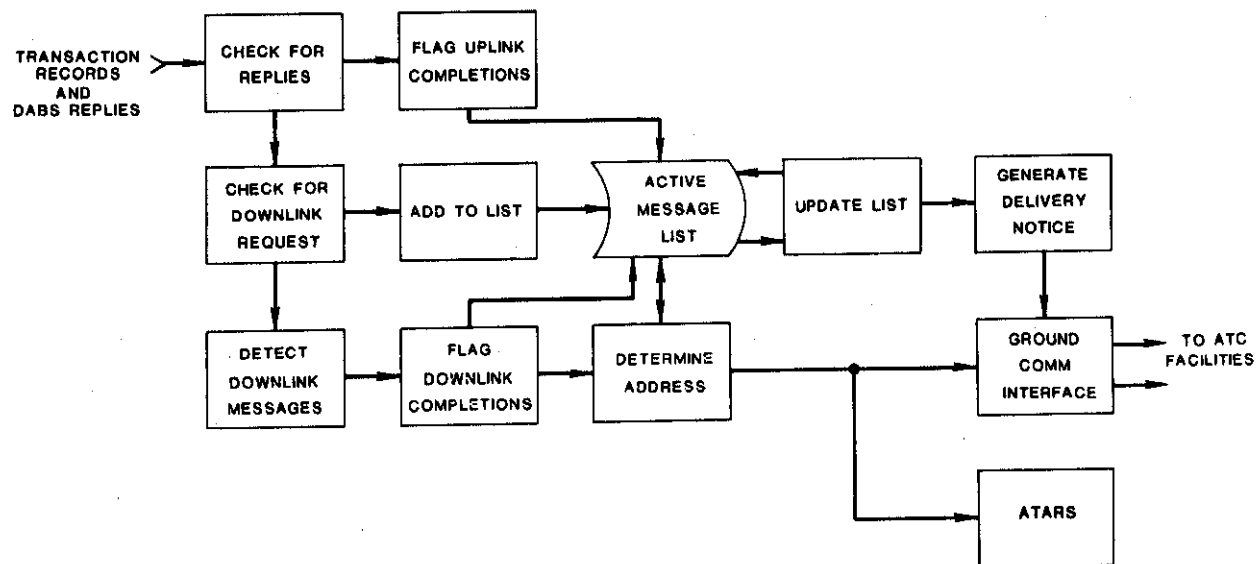 TRANSACTION
RECORDS
AND
DABS REPLIES
CHECK FOR
REPLIES
FLAG UPLINK
COMPLETIONS
CHECK FOR
DOWNLINK
REQUEST
ADD TO LIST
ACTIVE
MESSAGE
LIST
UPDATE LIST
GENERATE
DELIVERY
NOTICE
DETECT
DOWNLINK
MESSAGES
FLAG
DOWNLINK
COMPLETIONS
DETERMINE
ADDRESS
GROUND
COMM
INTERFACE
TO ATC
FACILITIES
ATARS